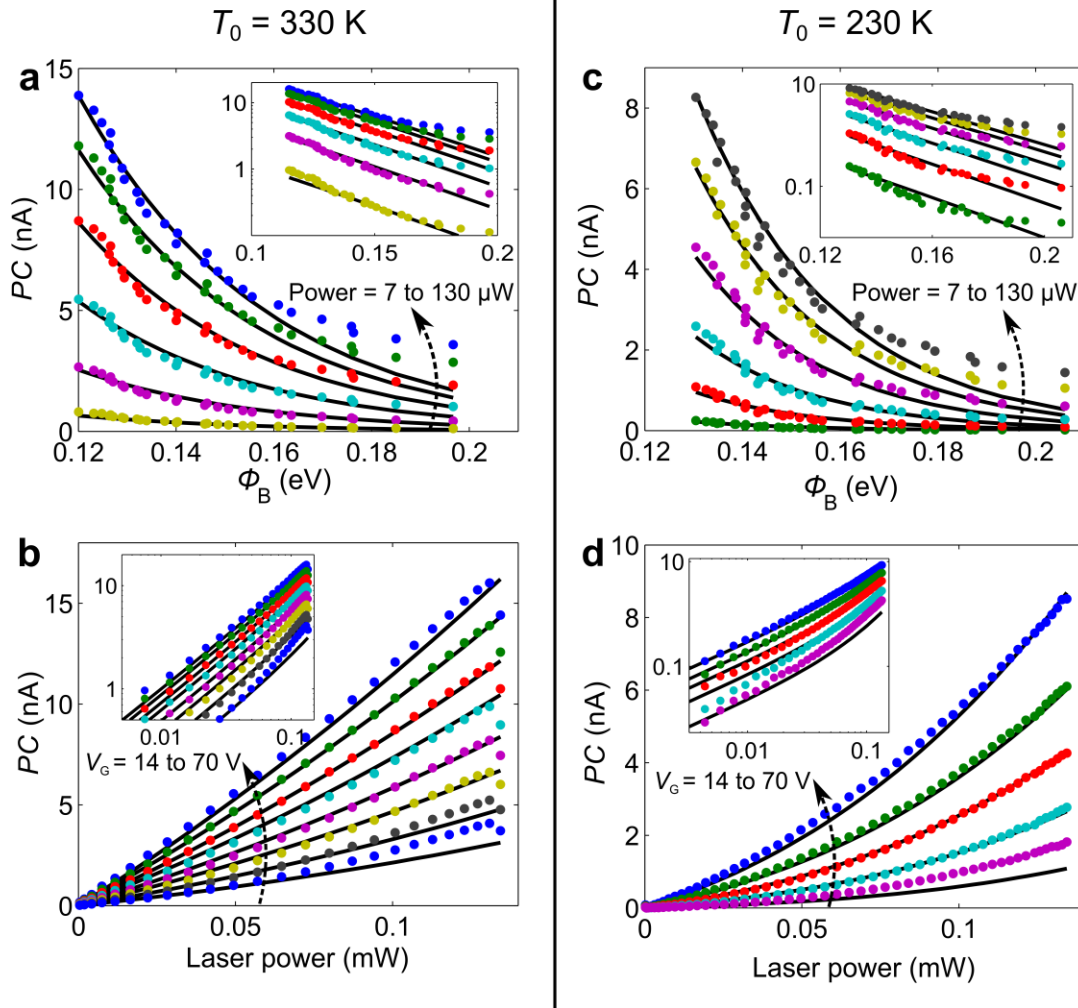 T₀ = 330 K
a
PC (nA)
15
10
5
0
0.12 0.14 0.16 0.18 0.2
Φ_B (eV)
10
1
0.1 0.15 0.2
Power = 7 to 130 µW
b
PC (nA)
15
10
5
0
0 0.05 0.1
Laser power (mW)
10
1
0.01 0.1
V_G = 14 to 70 V
T₀ = 230 K
c
PC (nA)
8
6
4
2
0
0.12 0.14 0.16 0.18 0.2
Φ_B (eV)
10
0.1
0.12 0.16 0.2
Power = 7 to 130 µW
d
PC (nA)
10
8
6
4
2
0
0 0.05 0.1
Laser power (mW)
10
0.1
0.01 0.1
V_G = 14 to 70 V